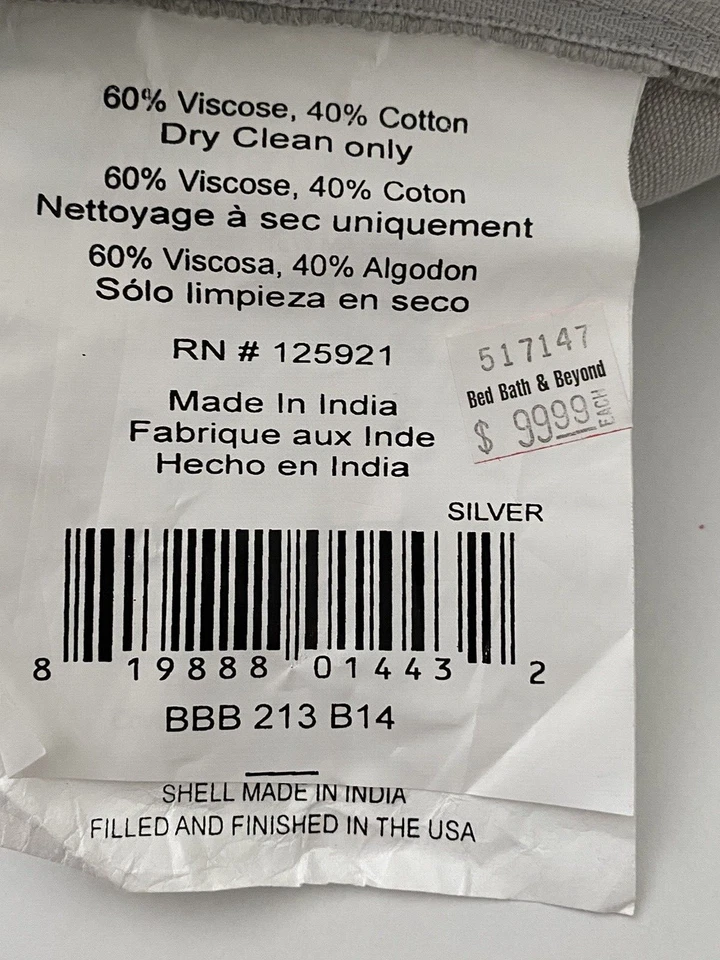 60% Viscose, 40% Cotton
Dry Clean only
60% Viscose, 40% Coton
Nettoyage à sec uniquement
60% Viscosa, 40% Algodon
Sólo limpieza en seco
RN # 125921
Made In India
Fabrique aux Inde
Hecho en India
517147
Bed Bath & Beyond
$ 9999 EACH
SILVER
8 19888 01443 2
BBB 213 B14
SHELL MADE IN INDIA
FILLED AND FINISHED IN THE USA